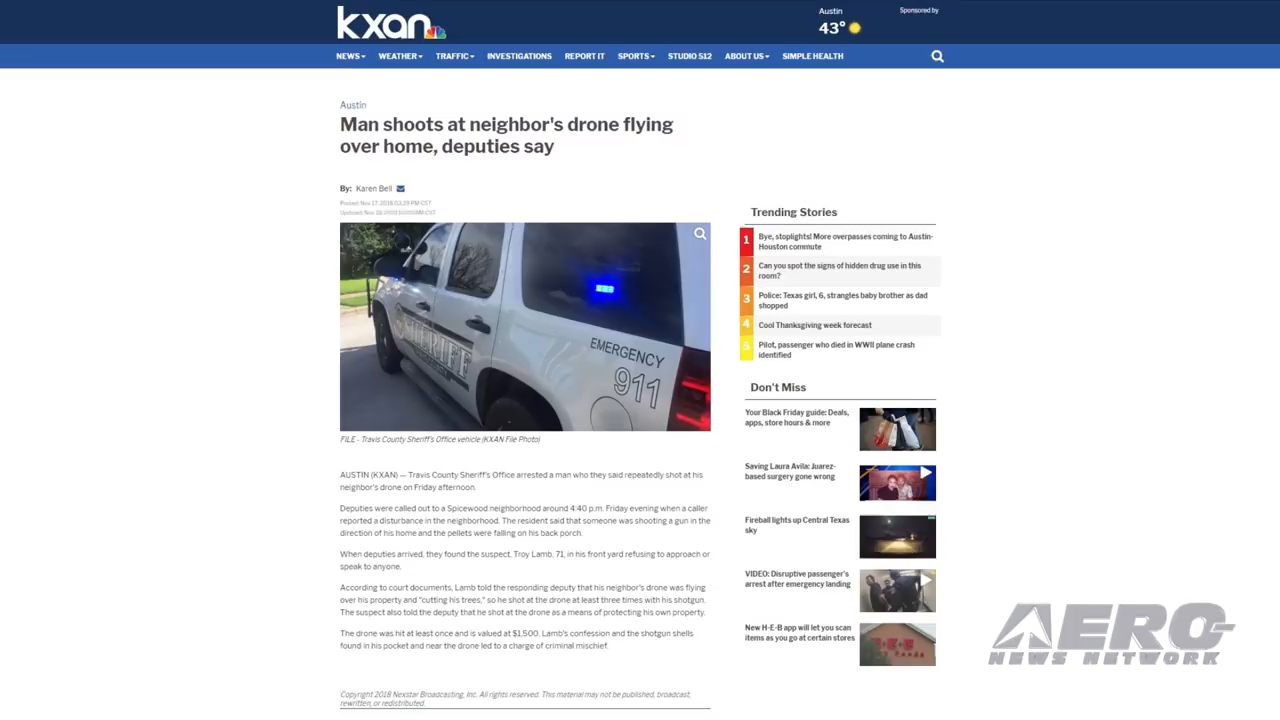 kxan
Austin
43°
Sponsored by
NEWS WEATHER TRAFFIC INVESTIGATIONS REPORT IT SPORTS STUDIO 512 ABOUT US SIMPLE HEALTH
Austin
Man shoots at neighbor's drone flying
over home, deputies say
By: Karen Bell
Posted: Nov 17, 2018 03:29 PM CST
Updated: Nov
SHERIFF
EMERGENCY
911
FILE - Travis County Sheriff's Office vehicle (KXAN File Photo)
AUSTIN (KXAN) — Travis County Sheriff's Office arrested a man who they said repeatedly shot at his
neighbor's drone on Friday afternoon.
Deputies were called out to a Spicewood neighborhood around 4:40 p.m. Friday evening when a caller
reported a disturbance in the neighborhood. The resident said that someone was shooting a gun in the
direction of his home and the pellets were falling on his back porch.
When deputies arrived, they found the suspect, Troy Lamb, 71, in his front yard refusing to approach or
speak to anyone.
According to court documents, Lamb told the responding deputy that his neighbor's drone was flying
over his property and "cutting his trees," so he shot at the drone at least three times with his shotgun.
The suspect also told the deputy that he shot at the drone as a means of protecting his own property.
The drone was hit at least once and is valued at $1,500. Lamb's confession and the shotgun shells
found in his pocket and near the drone led to a charge of criminal mischief.
Copyright 2018 Nexstar Broadcasting, Inc. All rights reserved. This material may not be published, broadcast,
rewritten, or redistributed.
Trending Stories
1 Bye, stoplights! More overpasses coming to Austin-
Houston commute
2 Can you spot the signs of hidden drug use in this
room?
3 Police: Texas girl, 6, strangles baby brother as dad
shopped
4 Cool Thanksgiving week forecast
5 Pilot, passenger who died in WWII plane crash
identified
Don't Miss
Your Black Friday guide: Deals,
apps, store hours & more
Saving Laura Avila: Juarez-
based surgery gone wrong
Fireball lights up Central Texas
sky
VIDEO: Disruptive passenger's
arrest after emergency landing
New H-E-B app will let you scan
items as you go at certain stores
AERO-
NEWS NETWORK